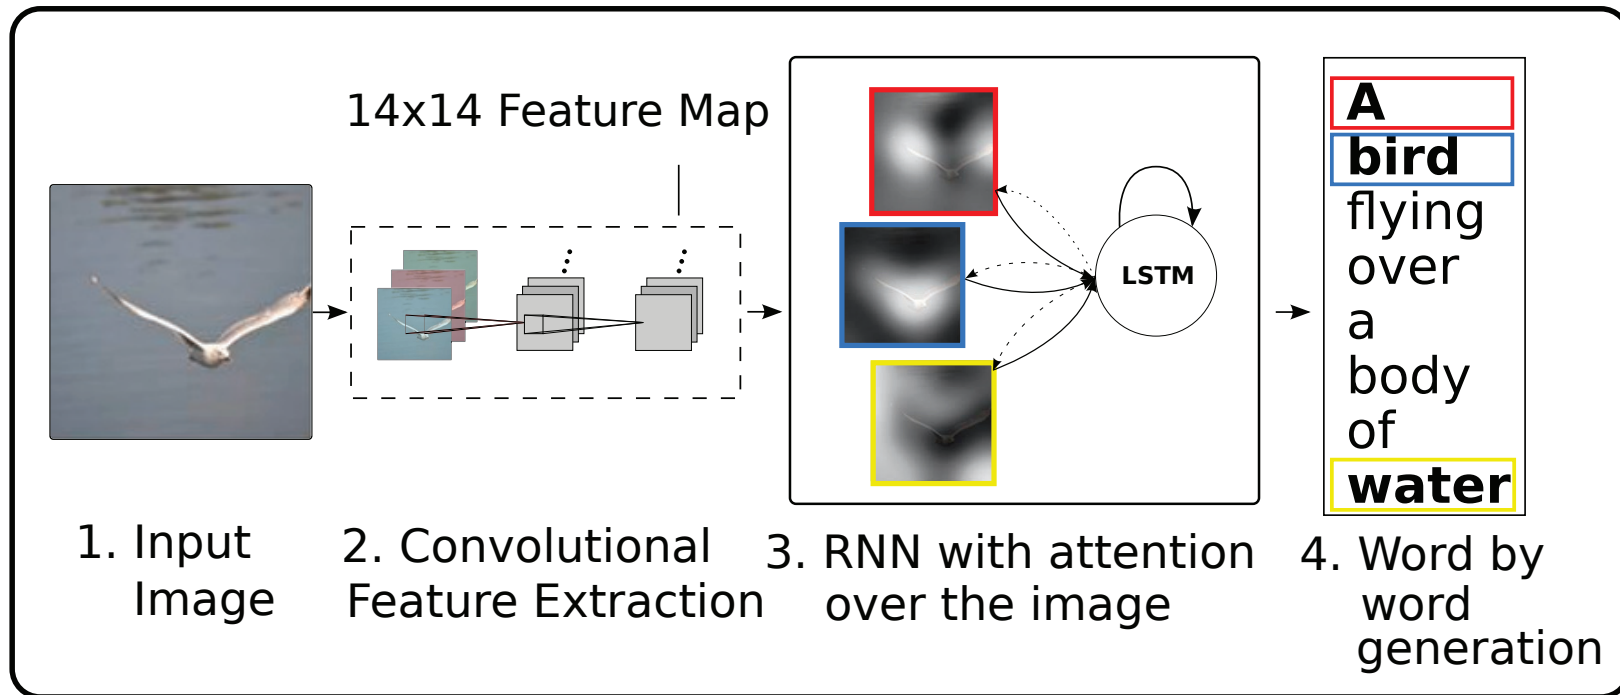 14x14 Feature Map
LSTM
A
bird
flying
over
a
body
of
water
1. Input
Image
2. Convolutional
Feature Extraction
3. RNN with attention
over the image
4. Word by
word
generation